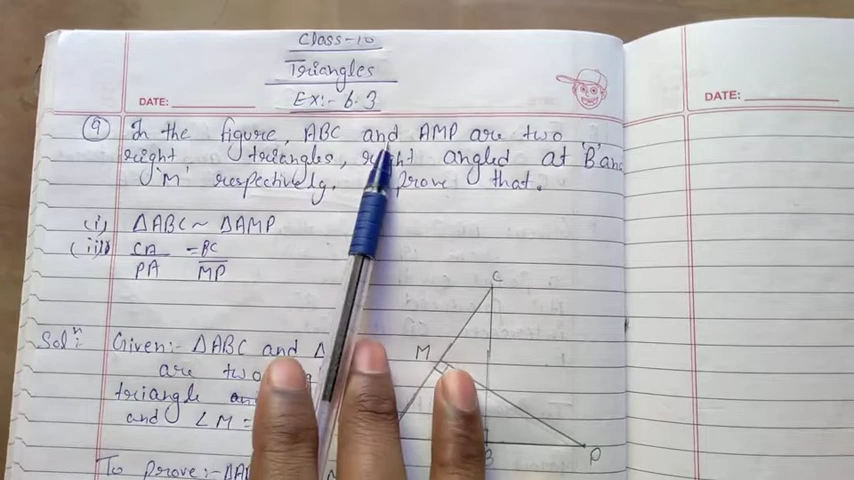 Class-10
Triangles
Ex:- 6.3
DATE:
DATE:
9 In the figure, ABC and AMP are two
right triangles, right angled at 'B' and
'M' respectively. prove that.
(i) ΔABC ~ ΔAMP
(ii) CA/PA = BC/MP
Solⁿ: Given:- ΔABC and Δ
are two
triangle
and ∠M =
To prove:-
C
M
B
P